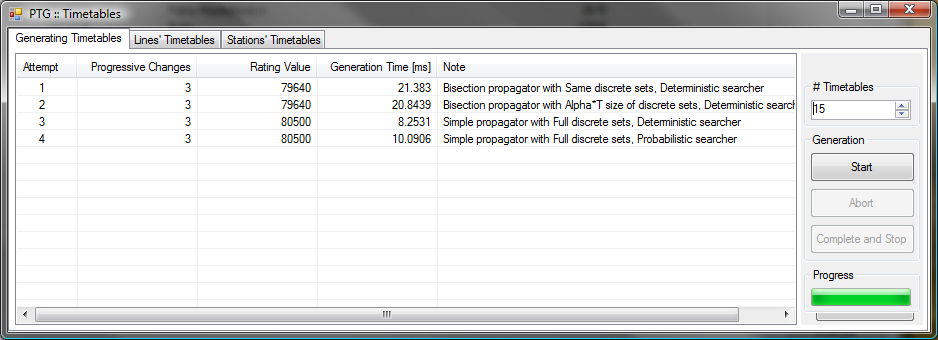 PTG :: Timetables
Generating Timetables Lines' Timetables Stations' Timetables
Attempt Progressive Changes Rating Value Generation Time [ms] Note
1 3 79640 21.383 Bisection propagator with Same discrete sets, Deterministic searcher
2 3 79640 20.8439 Bisection propagator with Alpha*T size of discrete sets, Deterministic search
3 3 80500 8.2531 Simple propagator with Full discrete sets, Deterministic searcher
4 3 80500 10.0906 Simple propagator with Full discrete sets, Probabilistic searcher
# Timetables
15
Generation
Start
Abort
Complete and Stop
Progress